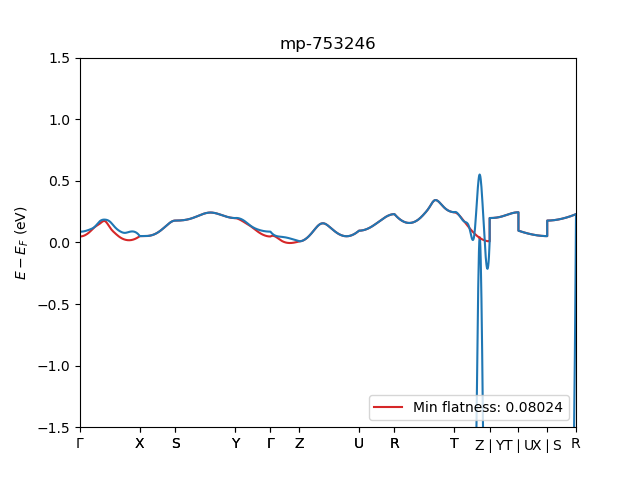 mp-753246
1.5
1.0
0.5
0.0
−0.5
−1.0
−1.5
E − E_F (eV)
Min flatness: 0.08024
Γ X S Y Γ Z U R T Z | YT | UX | S R